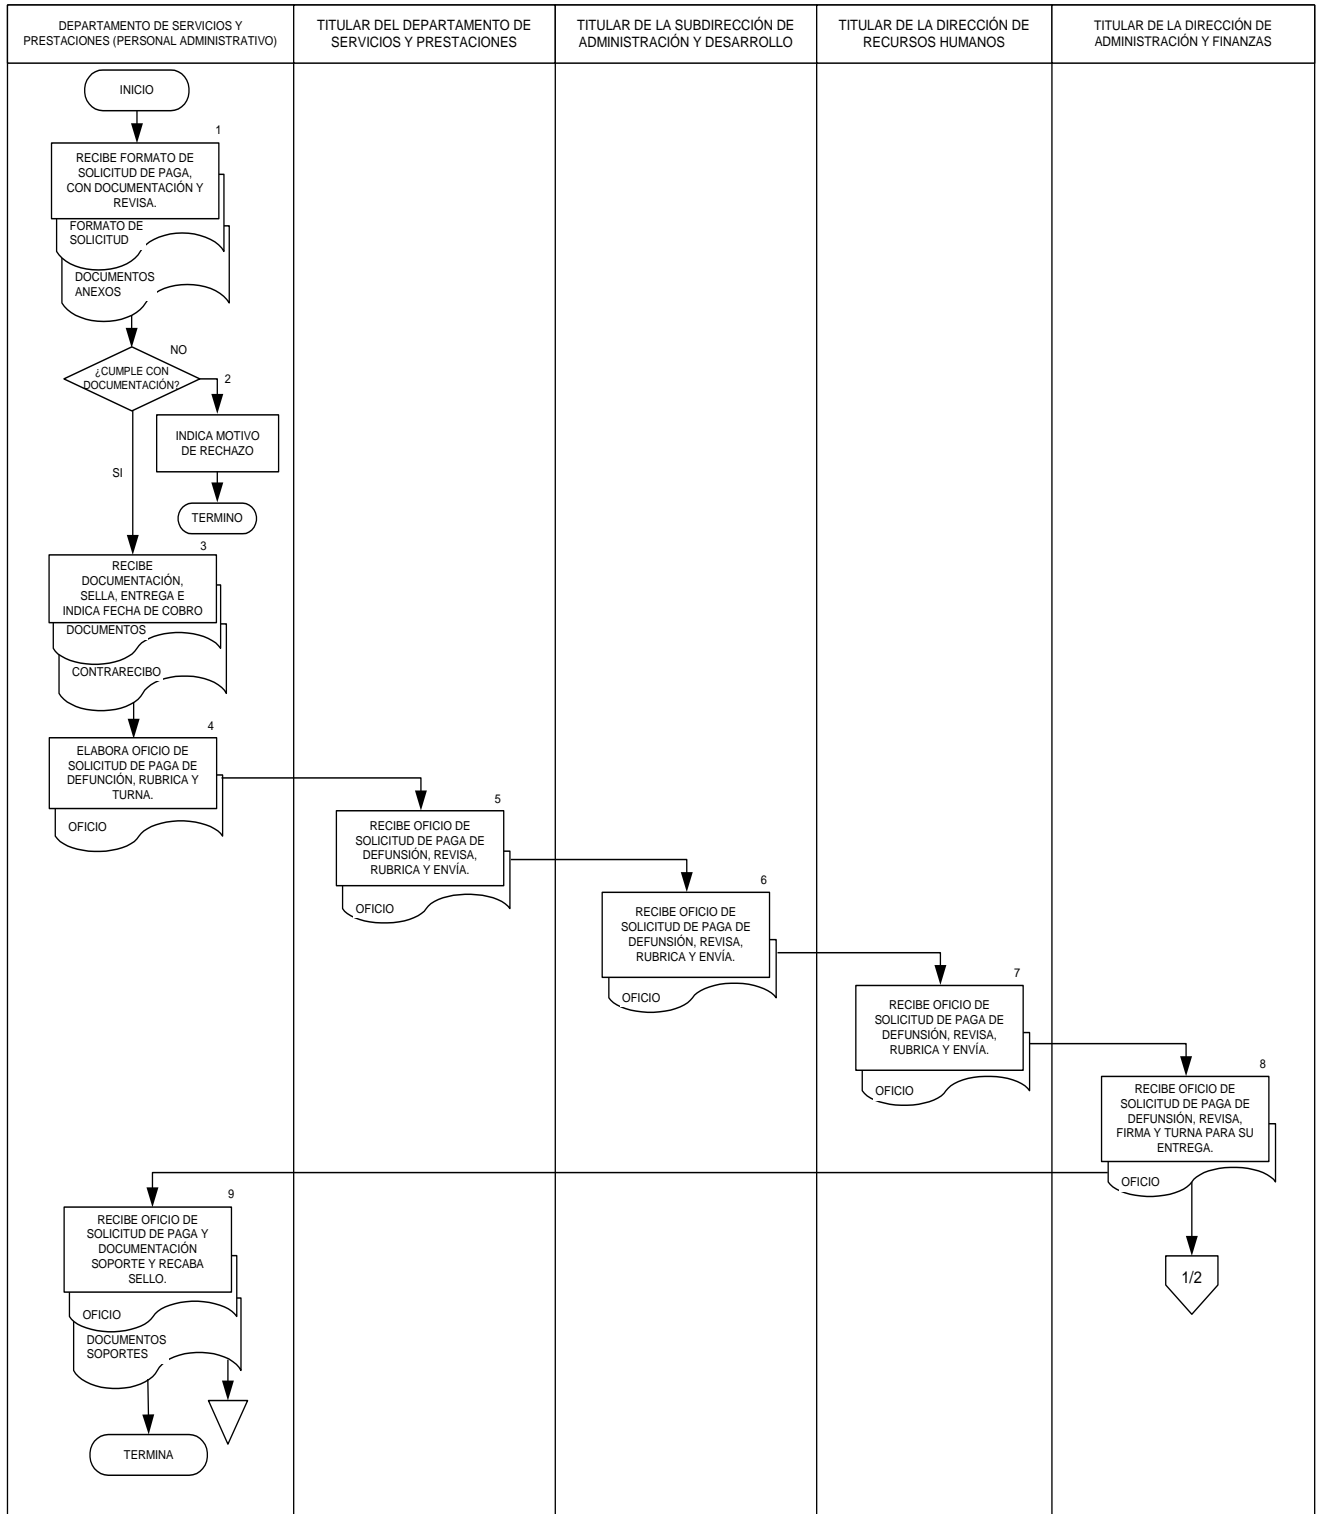 DEPARTAMENTO DE SERVICIOS Y
PRESTACIONES (PERSONAL ADMINISTRATIVO)
TITULAR DEL DEPARTAMENTO DE
SERVICIOS Y PRESTACIONES
TITULAR DE LA SUBDIRECCIÓN DE
ADMINISTRACIÓN Y DESARROLLO
TITULAR DE LA DIRECCIÓN DE
RECURSOS HUMANOS
TITULAR DE LA DIRECCIÓN DE
ADMINISTRACIÓN Y FINANZAS
INICIO
1
RECIBE FORMATO DE
SOLICITUD DE PAGA,
CON DOCUMENTACIÓN Y
REVISA.
FORMATO DE
SOLICITUD
DOCUMENTOS
ANEXOS
NO
¿CUMPLE CON
DOCUMENTACIÓN?
2
INDICA MOTIVO
DE RECHAZO
SI
TERMINO
3
RECIBE
DOCUMENTACIÓN,
SELLA, ENTREGA E
INDICA FECHA DE COBRO
DOCUMENTOS
CONTRARECIBO
4
ELABORA OFICIO DE
SOLICITUD DE PAGA DE
DEFUNCIÓN, RUBRICA Y
TURNA.
OFICIO
5
RECIBE OFICIO DE
SOLICITUD DE PAGA DE
DEFUNSIÓN, REVISA,
RUBRICA Y ENVÍA.
OFICIO
6
RECIBE OFICIO DE
SOLICITUD DE PAGA DE
DEFUNSIÓN, REVISA,
RUBRICA Y ENVÍA.
OFICIO
7
RECIBE OFICIO DE
SOLICITUD DE PAGA DE
DEFUNSIÓN, REVISA,
RUBRICA Y ENVÍA.
OFICIO
8
RECIBE OFICIO DE
SOLICITUD DE PAGA DE
DEFUNSIÓN, REVISA,
FIRMA Y TURNA PARA SU
ENTREGA.
OFICIO
9
RECIBE OFICIO DE
SOLICITUD DE PAGA Y
DOCUMENTACIÓN
SOPORTE Y RECABA
SELLO.
OFICIO
DOCUMENTOS
SOPORTES
1/2
TERMINA